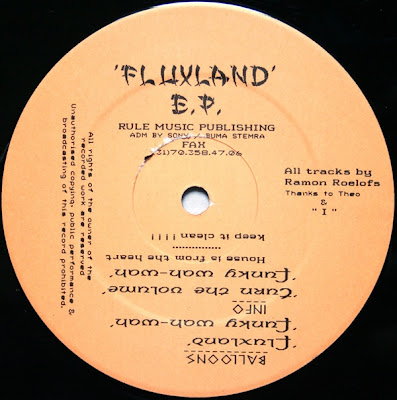 'FLUXLAND'
E.P.
RULE MUSIC PUBLISHING
ADM BY SONY / BUMA STEMRA
FAX
(31)70.358.47.06
All tracks by
Ramon Roelofs
Thanks to Theo
&
"I"
All rights of the owner of the
recorded work are reserved
Unauthorised copying, public performance &
broadcasting of this record prohibited.
BALLOONS
'Fluxland'
'Funky wah-wah'
INFO
'Turn the volume'
'Funky wah-wah'
House is from the heart
Keep it clean!!!!